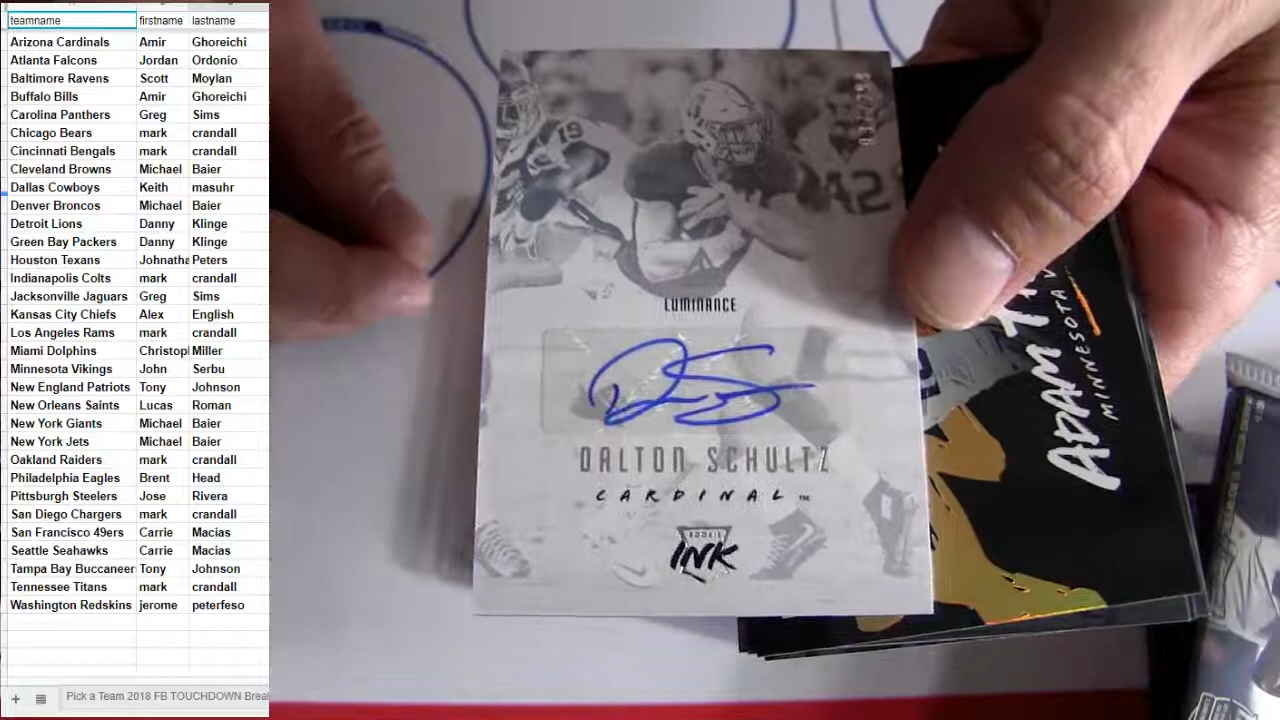 teamname firstname lastname
Arizona Cardinals Amir Ghoreichi
Atlanta Falcons Jordan Ordonio
Baltimore Ravens Scott Moylan
Buffalo Bills Amir Ghoreichi
Carolina Panthers Greg Sims
Chicago Bears mark crandall
Cincinnati Bengals mark crandall
Cleveland Browns Michael Baier
Dallas Cowboys Keith masuhr
Denver Broncos Michael Baier
Detroit Lions Danny Klinge
Green Bay Packers Danny Klinge
Houston Texans Johnatha Peters
Indianapolis Colts mark crandall
Jacksonville Jaguars Greg Sims
Kansas City Chiefs Alex English
Los Angeles Rams mark crandall
Miami Dolphins Christopl Miller
Minnesota Vikings John Serbu
New England Patriots Tony Johnson
New Orleans Saints Lucas Roman
New York Giants Michael Baier
New York Jets Michael Baier
Oakland Raiders mark crandall
Philadelphia Eagles Brent Head
Pittsburgh Steelers Jose Rivera
San Diego Chargers mark crandall
San Francisco 49ers Carrie Macias
Seattle Seahawks Carrie Macias
Tampa Bay Buccaneer Tony Johnson
Tennessee Titans mark crandall
Washington Redskins jerome peterfeso
Pick a Team 2018 FB TOUCHDOWN Brea
19
42
LUMINANCE
DALTON SCHULTZ
CARDINAL™
ROOKIE
INK
ADAM
MINNESOTA